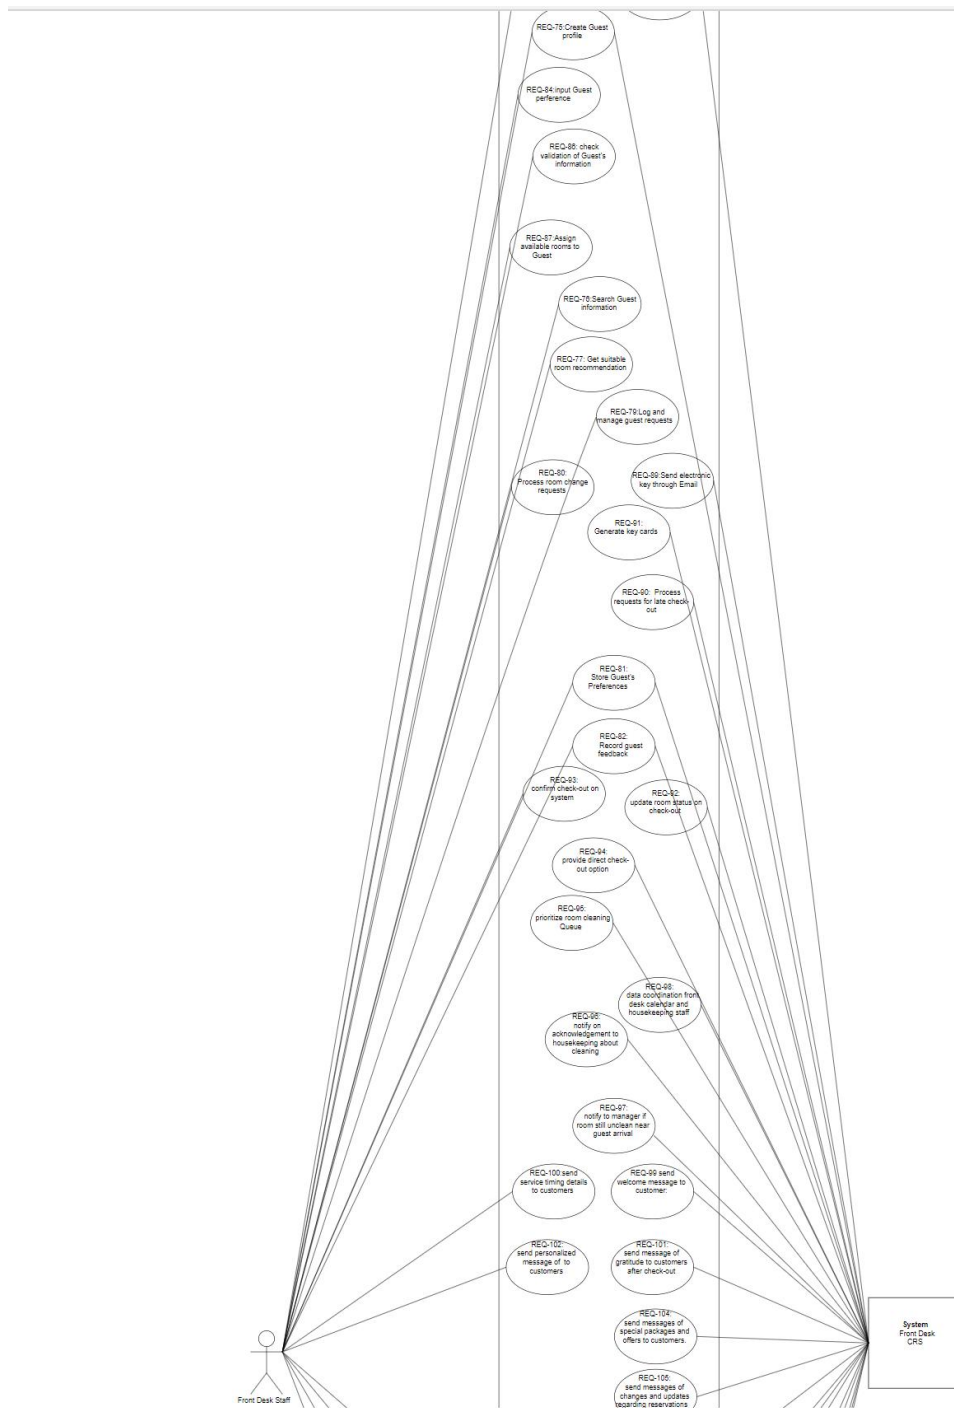 REQ-75:Create Guest
profile
REQ-84:input Guest
perference
REQ-86: check
validation of Guest's
information
REQ-87:Assign
available rooms to
Guest
REQ-76:Search Guest
information
REQ-77: Get suitable
room recommendation
REQ-79:Log and
manage guest requests
REQ-80:
Process room change
requests
REQ-89:Send electronic
key through Email
REQ-91:
Generate key cards
REQ-90: Process
requests for late check-
out
REQ-81:
Store Guest's
Preferences
REQ-82:
Record guest
feedback
REQ-93:
confirm check-out on
system
REQ-92:
update room status on
check-out
REQ-94:
provide direct check-
out option
REQ-95:
prioritize room cleaning
Queue
REQ-98:
data coordination front
desk calendar and
housekeeping staff
REQ-96:
notify on
acknowledgement to
housekeeping about
cleaning
REQ-97:
notify to manager if
room still unclean near
guest arrival
REQ-100:send
service timing details
to customers
REQ-99 send
welcome message to
customer:
REQ-102:
send personalized
message of to
customers
REQ-101:
send message of
gratitude to customers
after check-out
REQ-104:
send messages of
special packages and
offers to customers.
System
Front Desk
CRS
REQ-105:
send messages of
changes and updates
regarding reservations
Front Desk Staff